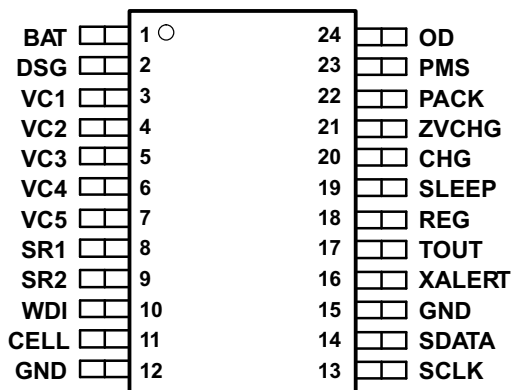 BAT 1 24 OD
DSG 2 23 PMS
VC1 3 22 PACK
VC2 4 21 ZVCHG
VC3 5 20 CHG
VC4 6 19 SLEEP
VC5 7 18 REG
SR1 8 17 TOUT
SR2 9 16 XALERT
WDI 10 15 GND
CELL 11 14 SDATA
GND 12 13 SCLK